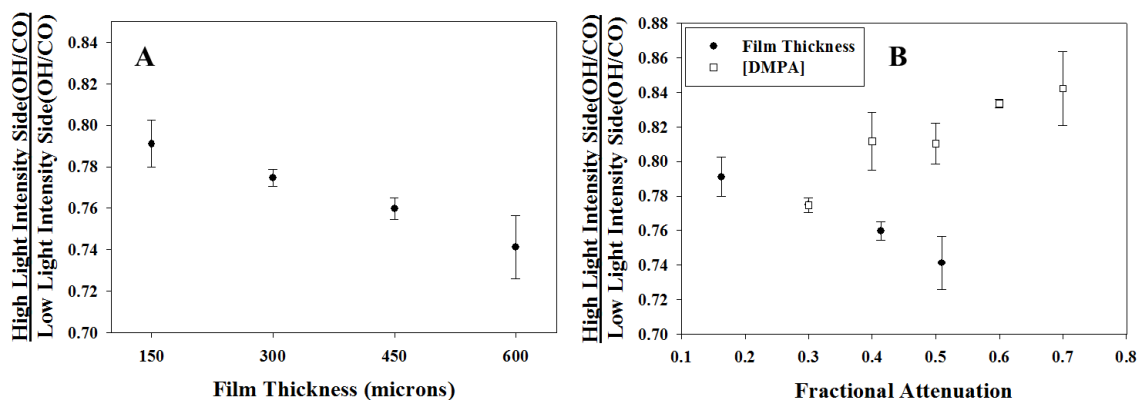 A
High Light Intensity Side(OH/CO)
Low Light Intensity Side(OH/CO)
0.84
0.82
0.80
0.78
0.76
0.74
0.72
0.70
150 300 450 600
Film Thickness (microns)
B
Film Thickness
[DMPA]
High Light Intensity Side(OH/CO)
Low Light Intensity Side(OH/CO)
0.88
0.86
0.84
0.82
0.80
0.78
0.76
0.74
0.72
0.70
0.1 0.2 0.3 0.4 0.5 0.6 0.7 0.8
Fractional Attenuation